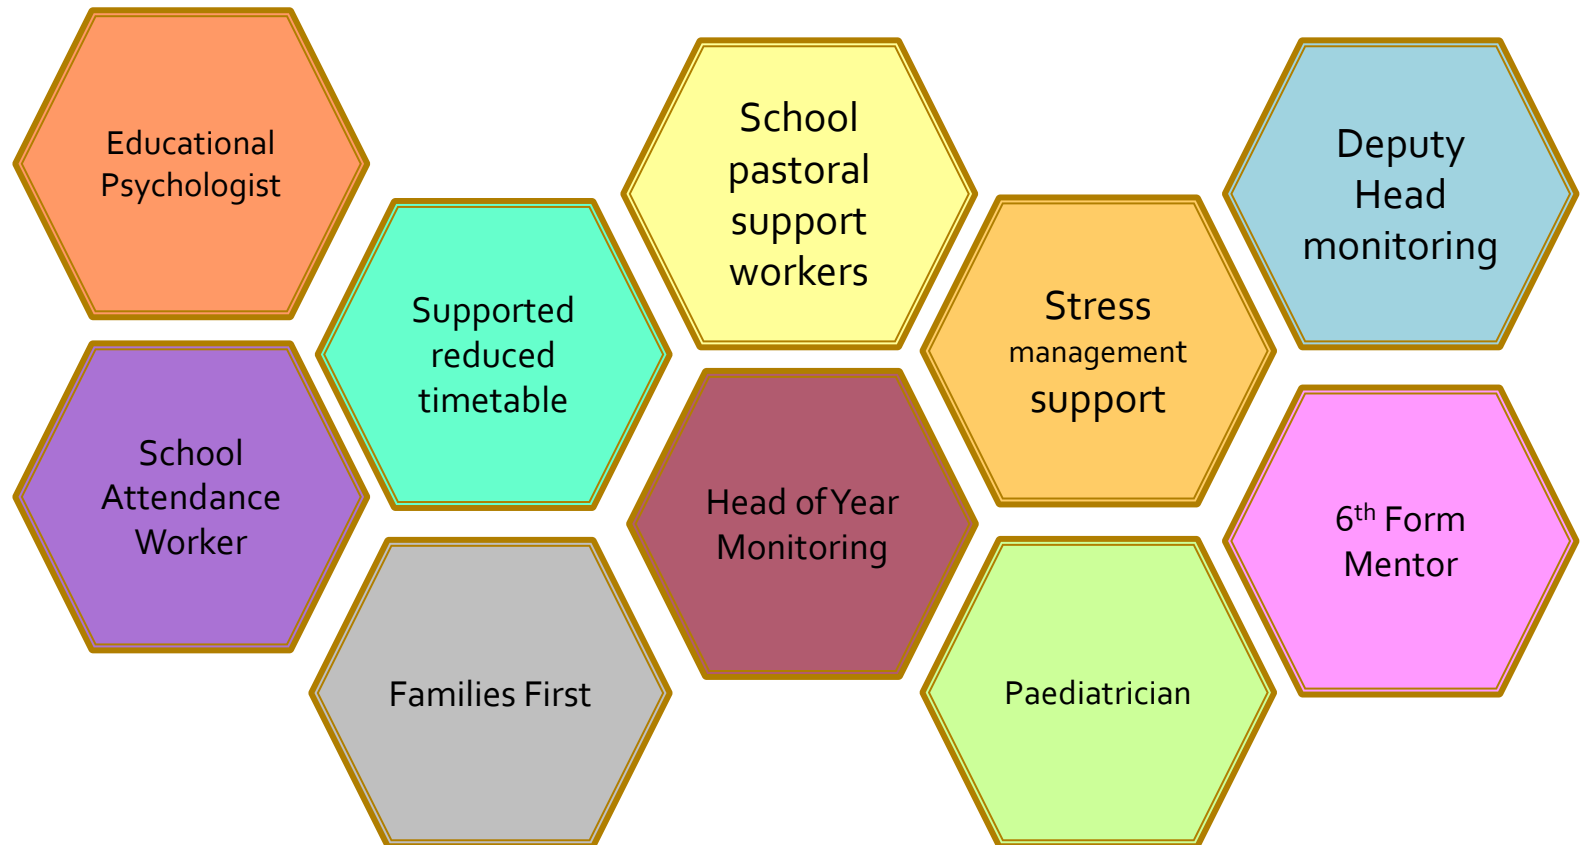 Educational
Psychologist
School
pastoral
support
workers
Deputy
Head
monitoring
Supported
reduced
timetable
Stress
management
support
School
Attendance
Worker
Head of Year
Monitoring
6th Form
Mentor
Families First
Paediatrician